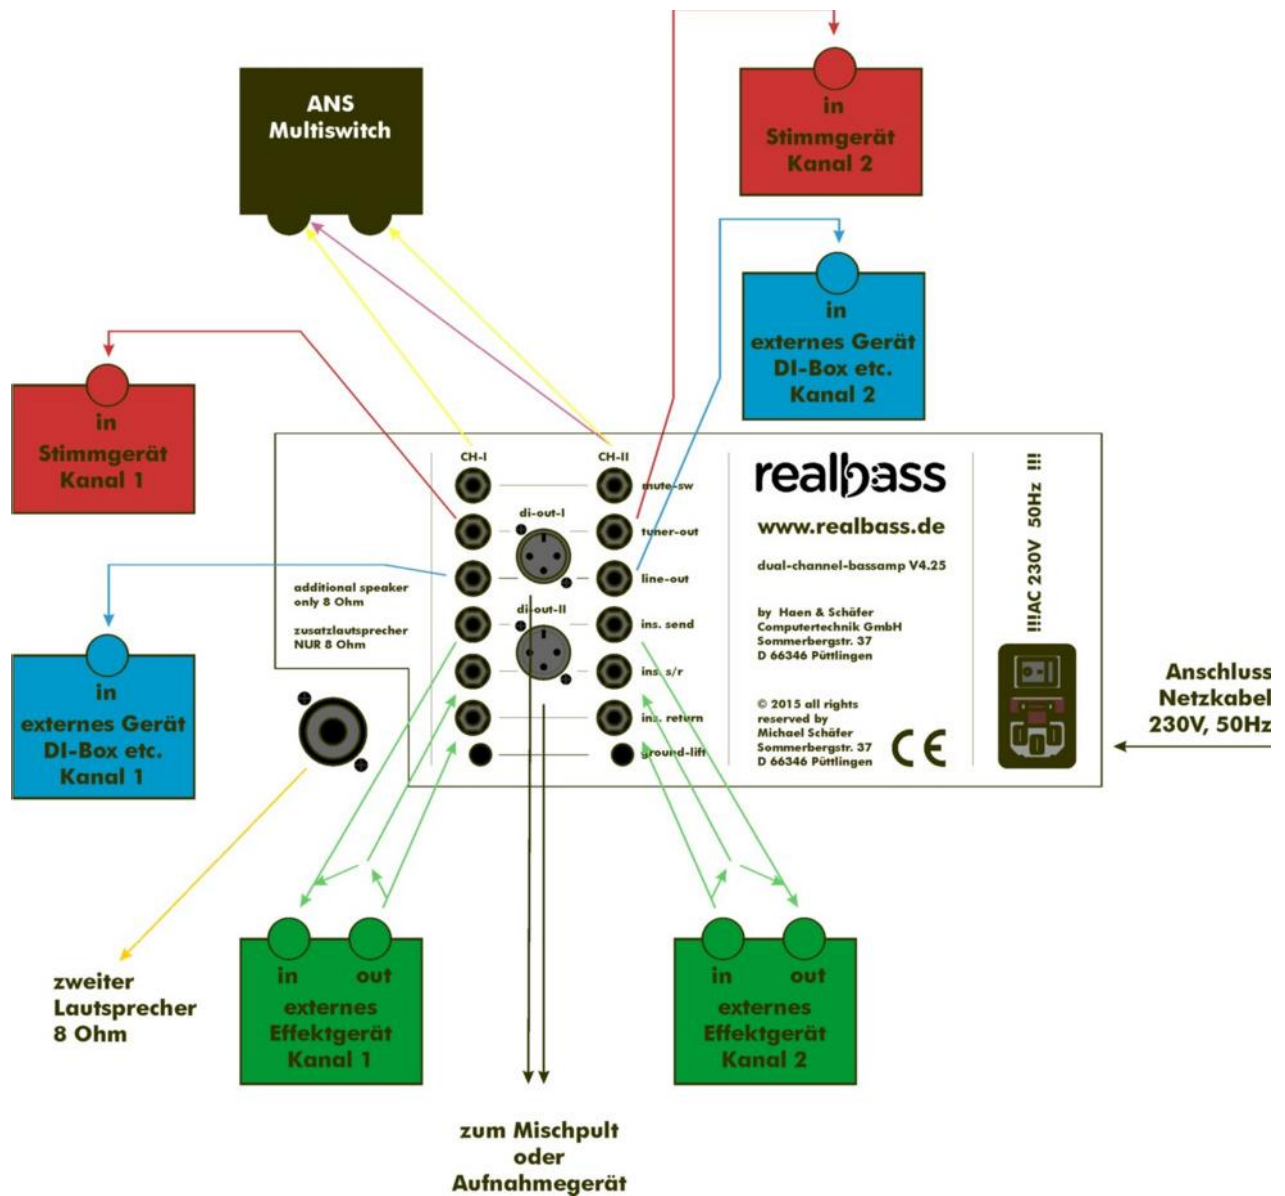 ANS
Multiswitch
in
Stimmgerät
Kanal 2
in
externes Gerät
DI-Box etc.
Kanal 2
in
Stimmgerät
Kanal 1
in
externes Gerät
DI-Box etc.
Kanal 1
additional speaker
only 8 Ohm
zusatzlautsprecher
NUR 8 Ohm
CH-I
CH-II
mute-sw
di-out-I
tuner-out
line-out
di-out-II
ins. send
ins. s/r
ins. return
ground-lift
realbass
www.realbass.de
dual-channel-bassamp V4.25
by Haen & Schäfer
Computertechnik GmbH
Sommerbergstr. 37
D 66346 Püttlingen
© 2015 all rights
reserved by
Michael Schäfer
Sommerbergstr. 37
D 66346 Püttlingen
CE
!!!AC 230V 50Hz !!!
Anschluss
Netzkabel
230V, 50Hz
zweiter
Lautsprecher
8 Ohm
in out
externes
Effektgerät
Kanal 1
in out
externes
Effektgerät
Kanal 2
zum Mischpult
oder
Aufnahmegerät